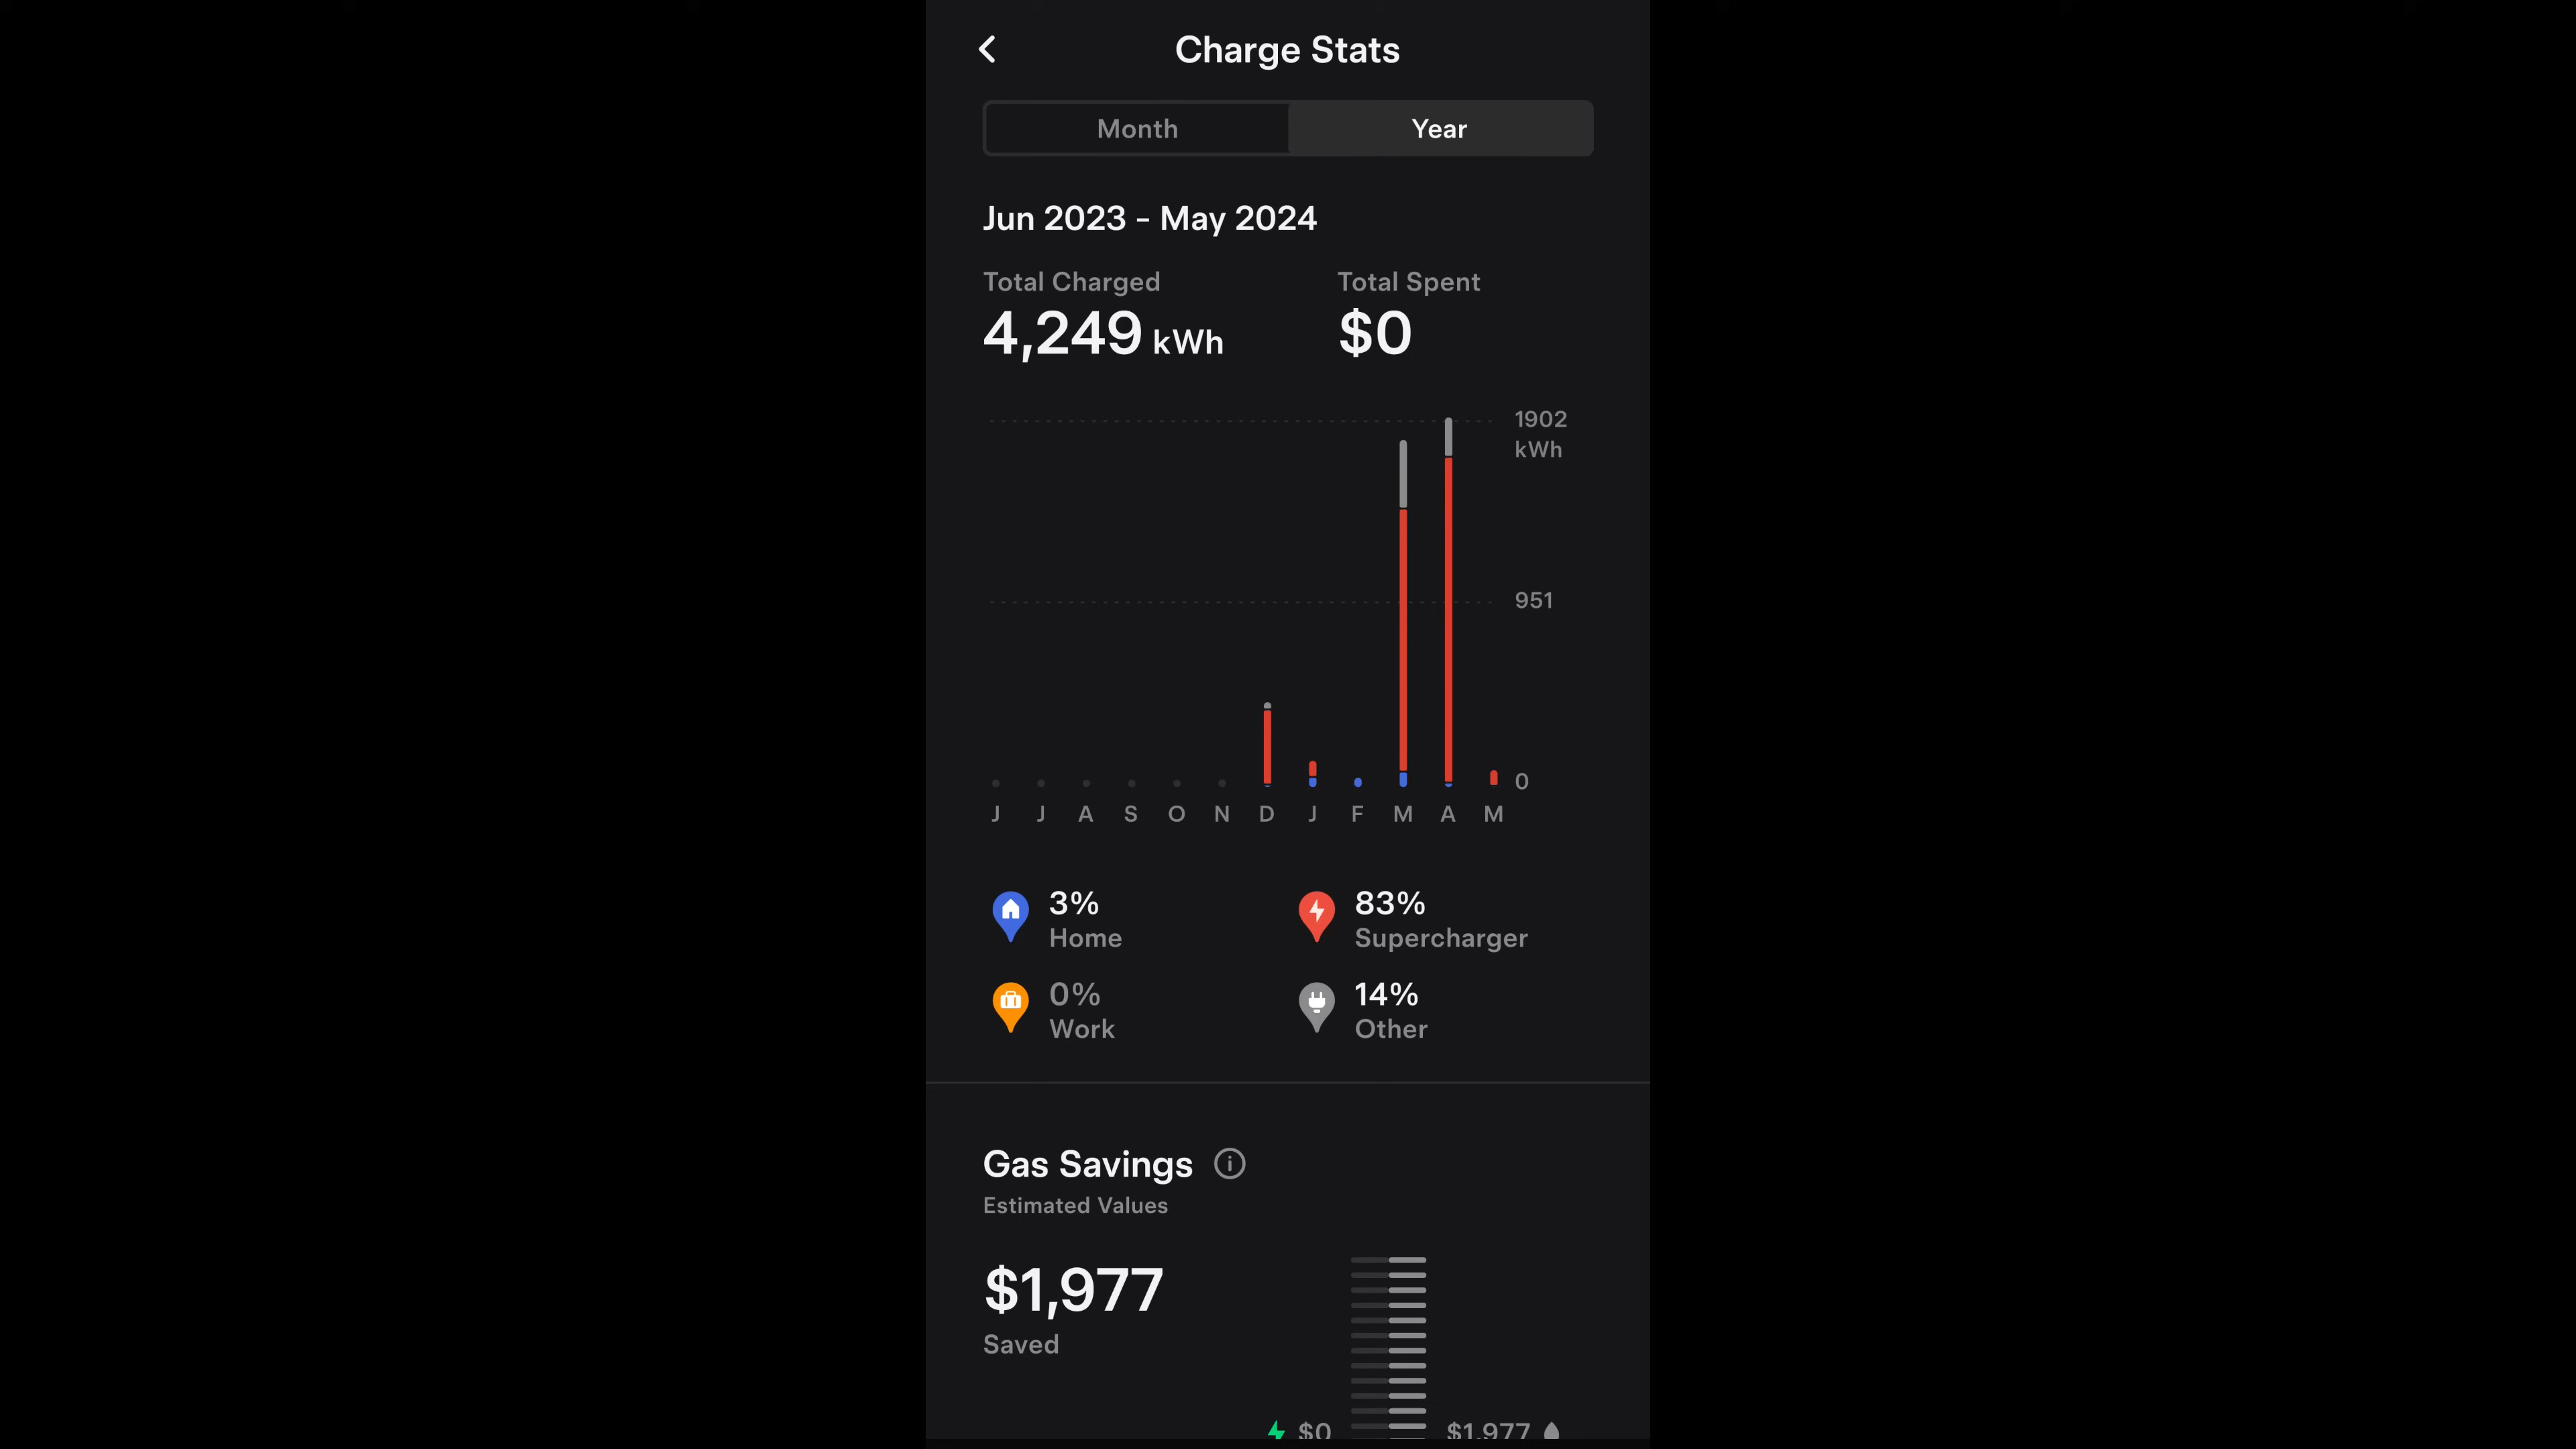 Charge Stats
Month
Year
Jun 2023 - May 2024
Total Charged
Total Spent
4,249 kWh
$0
1902
kWh
951
0
J J A S O N D J F M A M
3%
Home
83%
Supercharger
0%
Work
14%
Other
Gas Savings
Estimated Values
$1,977
Saved
$0
$1,977